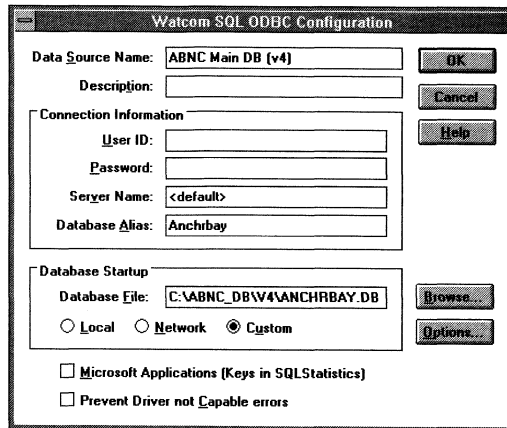 Watcom SQL ODBC Configuration
Data Source Name: ABNC Main DB (v4)
OK
Description:
Cancel
Connection Information
Help
User ID:
Password:
Server Name: <default>
Database Alias: Anchrbay
Database Startup
Database File: C:\ABNC_DB\V4\ANCHRBAY.DB
Browse...
Local Network Custom
Options...
Microsoft Applications (Keys in SQLStatistics)
Prevent Driver not Capable errors